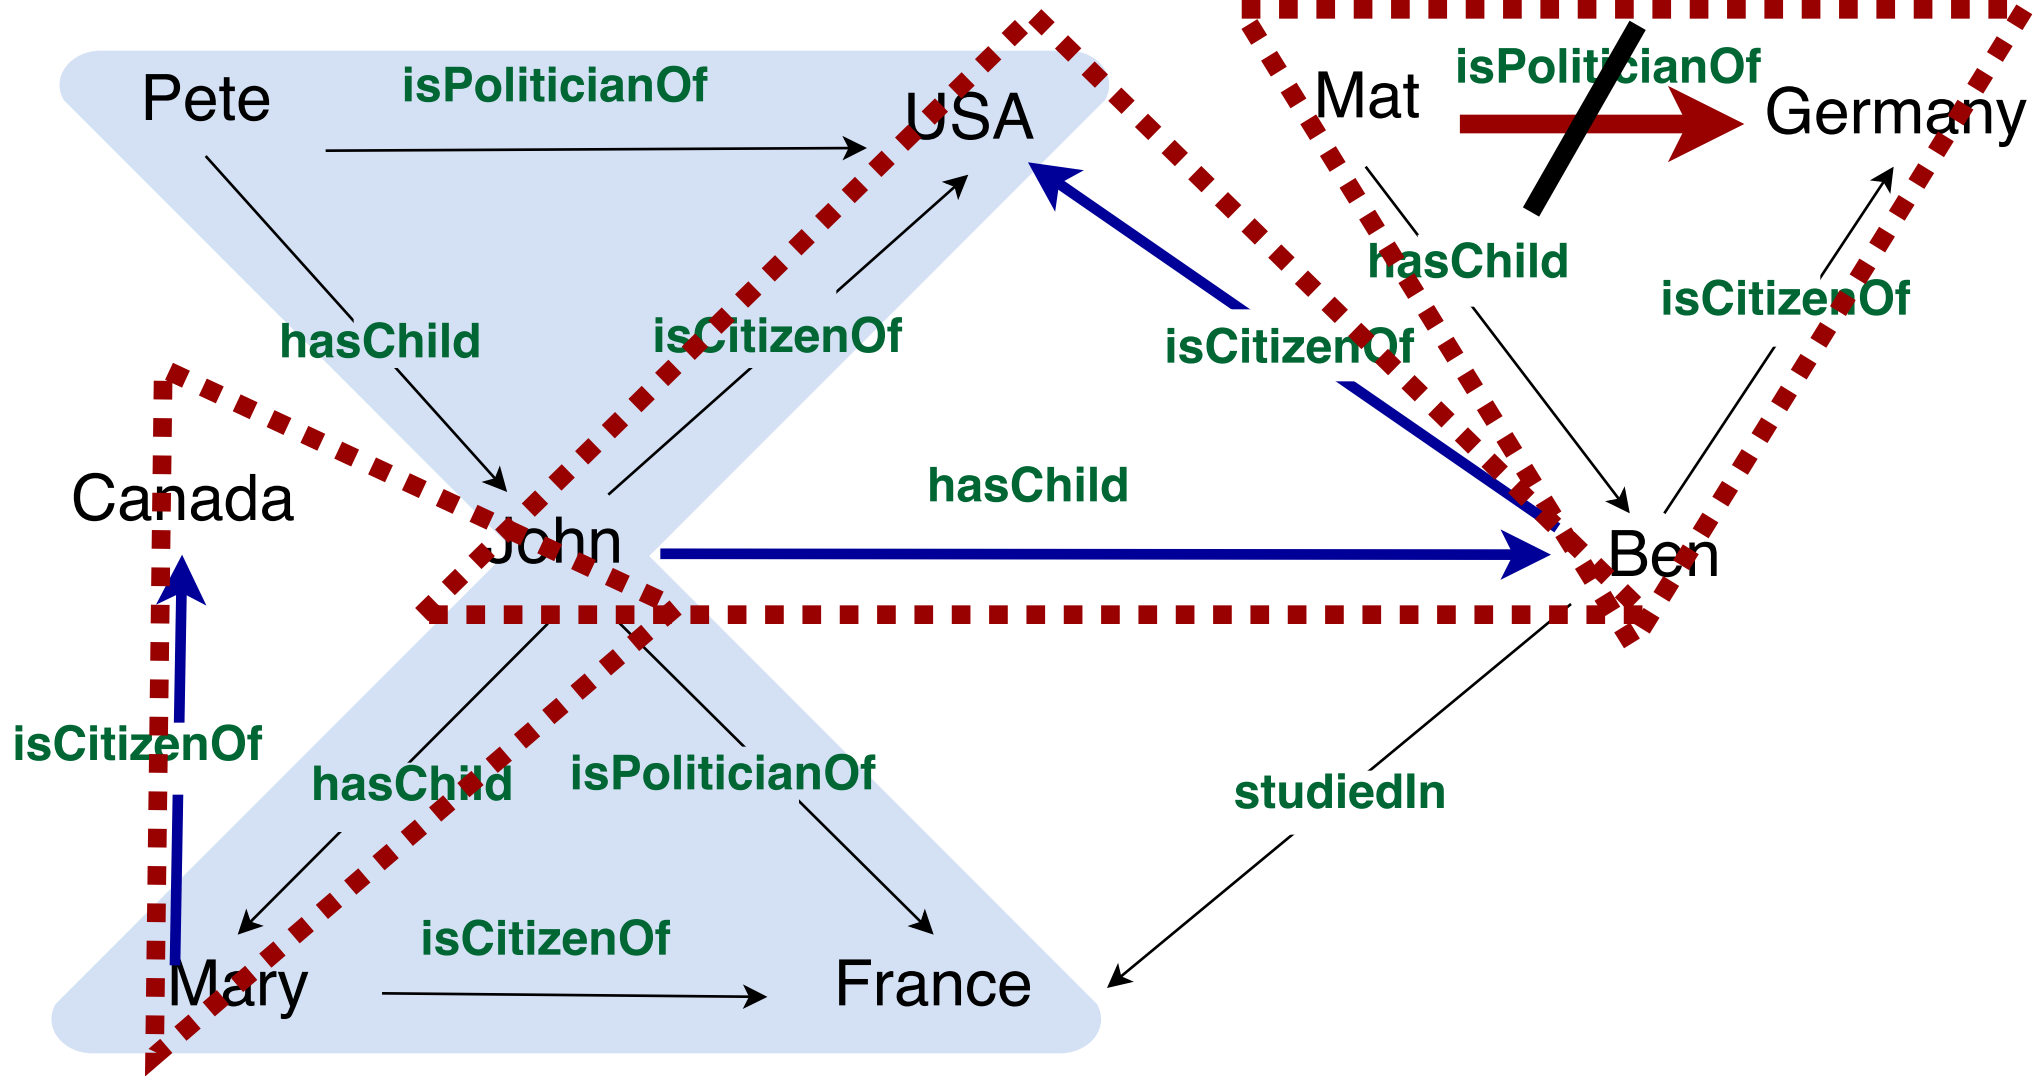 isPoliticianOf
isPoliticianOf
Pete
USA
Mat
Germany
hasChild
isCitizenOf
hasChild
isCitizenOf
isCitizenOf
Canada
hasChild
John
Ben
isCitizenOf
hasChild
isPoliticianOf
studiedIn
isCitizenOf
Mary
France